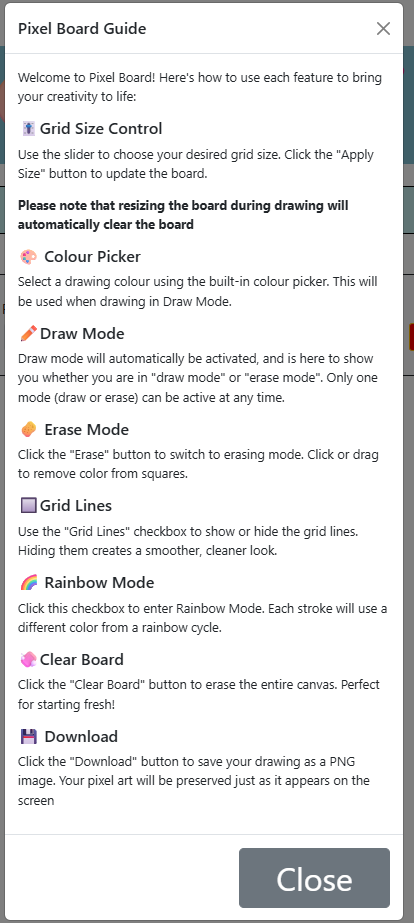 Pixel Board Guide
Welcome to Pixel Board! Here's how to use each feature to bring
your creativity to life:
Grid Size Control
Use the slider to choose your desired grid size. Click the "Apply
Size" button to update the board.
Please note that resizing the board during drawing will
automatically clear the board
Colour Picker
Select a drawing colour using the built-in colour picker. This will
be used when drawing in Draw Mode.
Draw Mode
Draw mode will automatically be activated, and is here to show
you whether you are in "draw mode" or "erase mode". Only one
mode (draw or erase) can be active at any time.
Erase Mode
Click the "Erase" button to switch to erasing mode. Click or drag
to remove color from squares.
Grid Lines
Use the "Grid Lines" checkbox to show or hide the grid lines.
Hiding them creates a smoother, cleaner look.
Rainbow Mode
Click this checkbox to enter Rainbow Mode. Each stroke will use a
different color from a rainbow cycle.
Clear Board
Click the "Clear Board" button to erase the entire canvas. Perfect
for starting fresh!
Download
Click the "Download" button to save your drawing as a PNG
image. Your pixel art will be preserved just as it appears on the
screen
Close